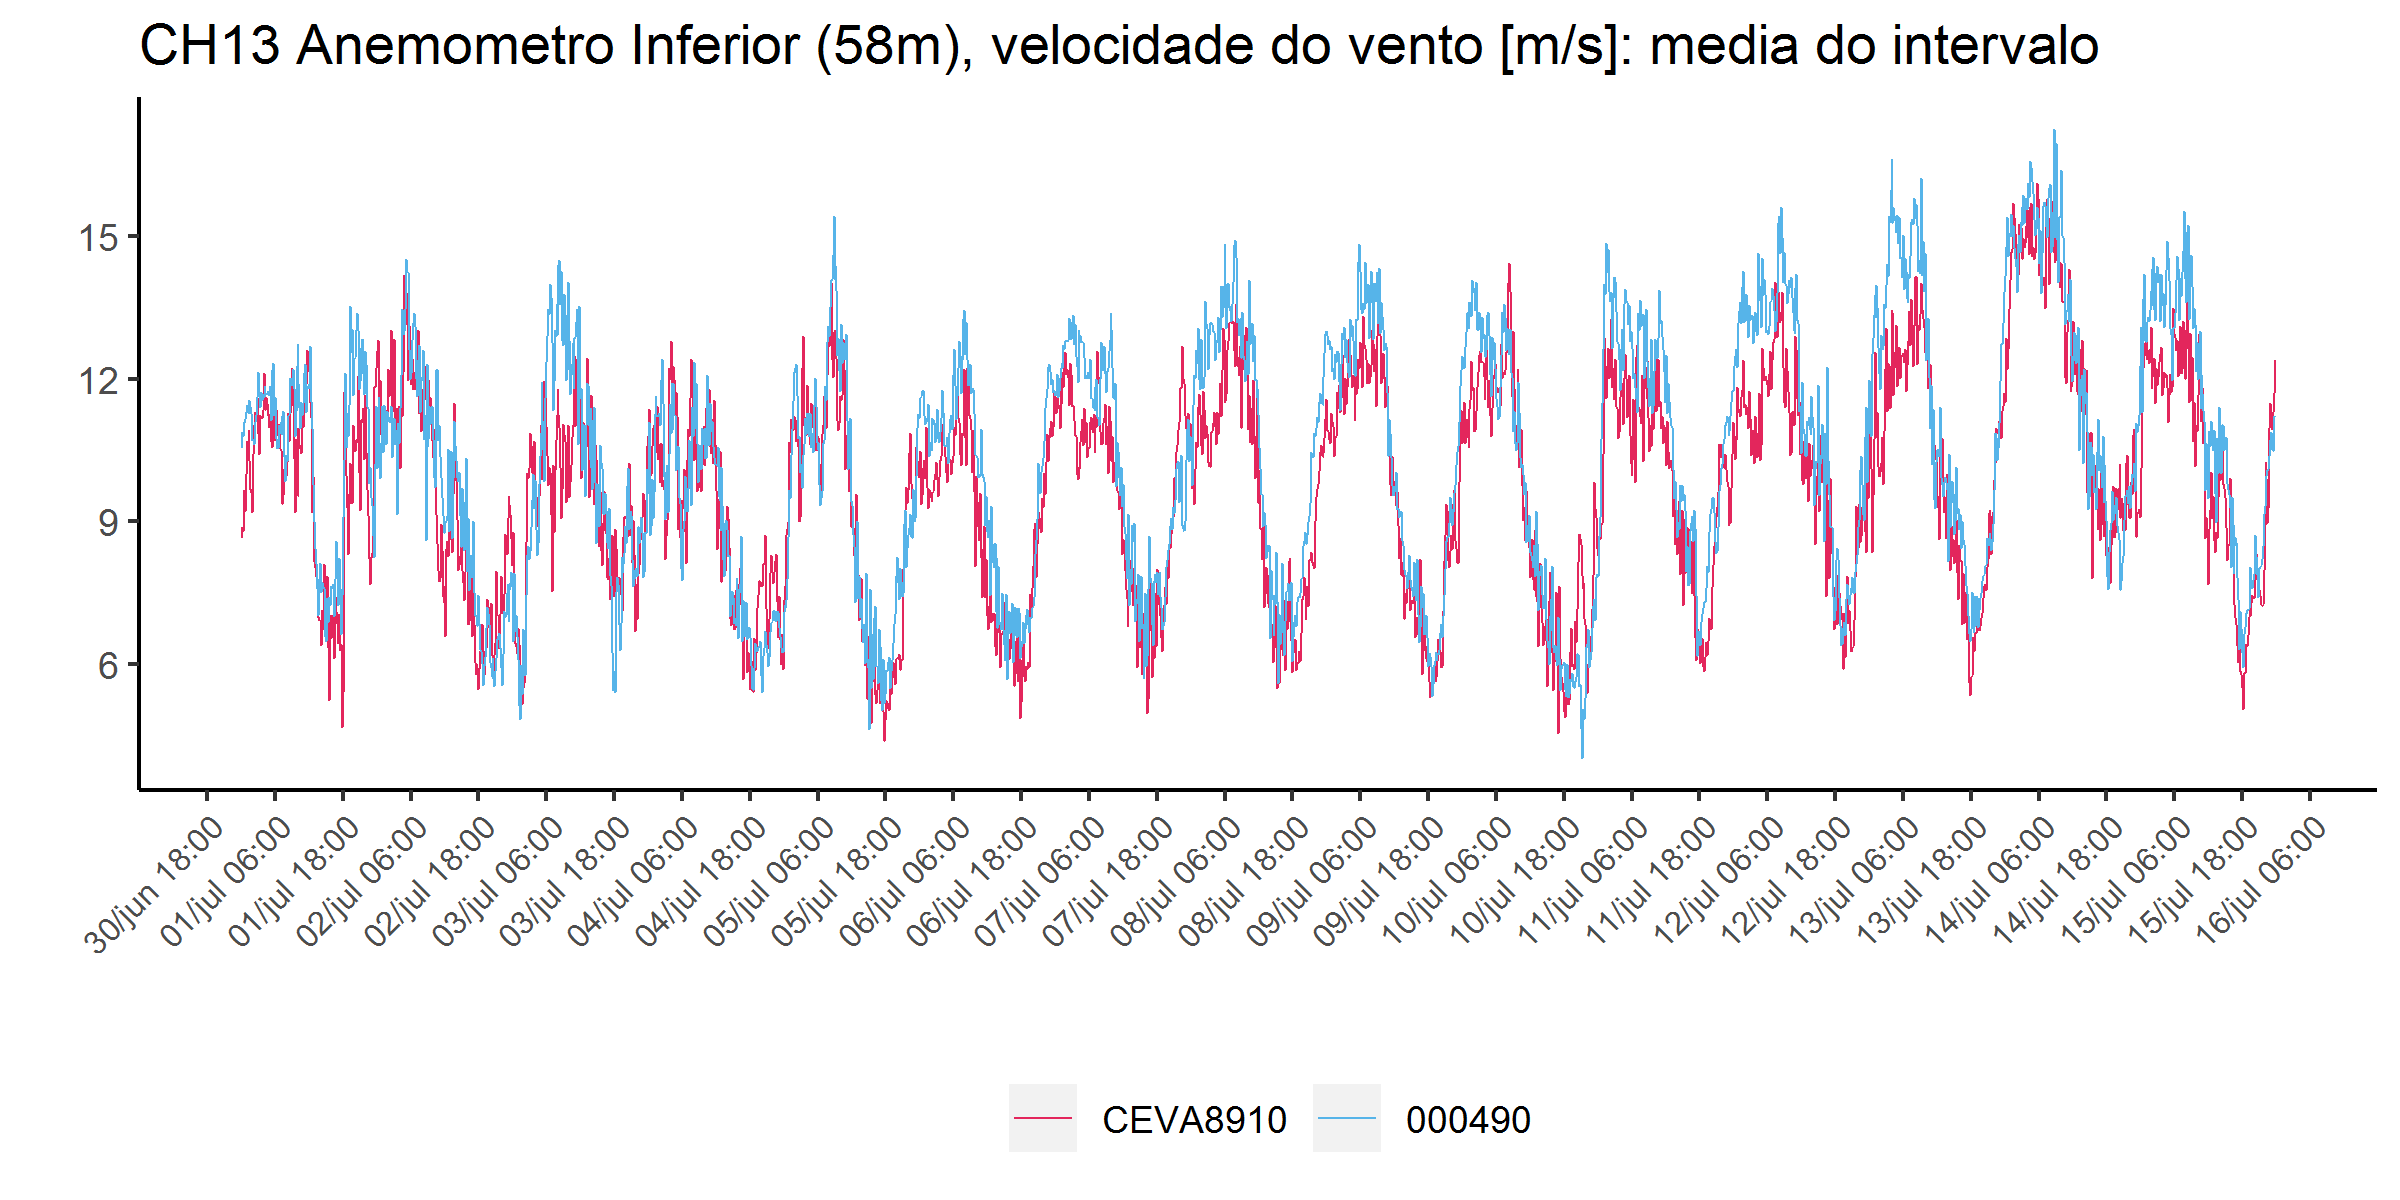 CH13 Anemometro Inferior (58m), velocidade do vento [m/s]: media do intervalo
15
12
9
6
30/jun 18:00
01/jul 06:00
01/jul 18:00
02/jul 06:00
02/jul 18:00
03/jul 06:00
03/jul 18:00
04/jul 06:00
04/jul 18:00
05/jul 06:00
05/jul 18:00
06/jul 06:00
06/jul 18:00
07/jul 06:00
07/jul 18:00
08/jul 06:00
08/jul 18:00
09/jul 06:00
09/jul 18:00
10/jul 06:00
10/jul 18:00
11/jul 06:00
11/jul 18:00
12/jul 06:00
12/jul 18:00
13/jul 06:00
13/jul 18:00
14/jul 06:00
14/jul 18:00
15/jul 06:00
15/jul 18:00
16/jul 06:00
CEVA8910
000490